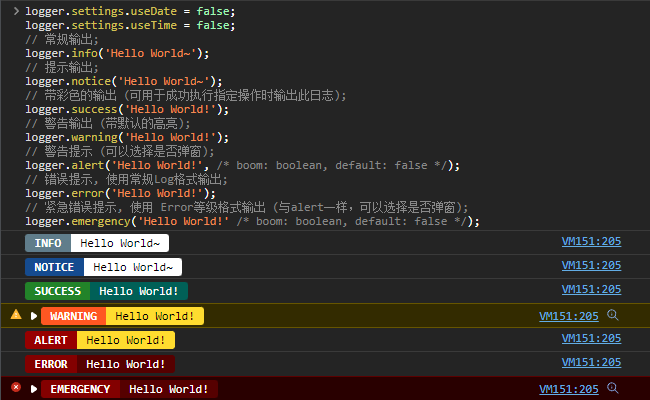 logger.settings.useDate = false;
logger.settings.useTime = false;
// 常规输出;
logger.info('Hello World~');
// 提示输出;
logger.notice('Hello World~');
// 带彩色的输出 (可用于成功执行指定操作时输出此日志);
logger.success('Hello World!');
// 警告输出 (带默认的高亮);
logger.warning('Hello World!');
// 警告提示 (可以选择是否弹窗);
logger.alert('Hello World!', /* boom: boolean, default: false */);
// 错误提示, 使用常规Log格式输出;
logger.error('Hello World!');
// 紧急错误提示, 使用 Error等级格式输出 (与alert一样, 可以选择是否弹窗);
logger.emergency('Hello World!' /* boom: boolean, default: false */);
INFO Hello World~ VM151:205
NOTICE Hello World~ VM151:205
SUCCESS Hello World! VM151:205
WARNING Hello World! VM151:205
ALERT Hello World! VM151:205
ERROR Hello World! VM151:205
EMERGENCY Hello World! VM151:205